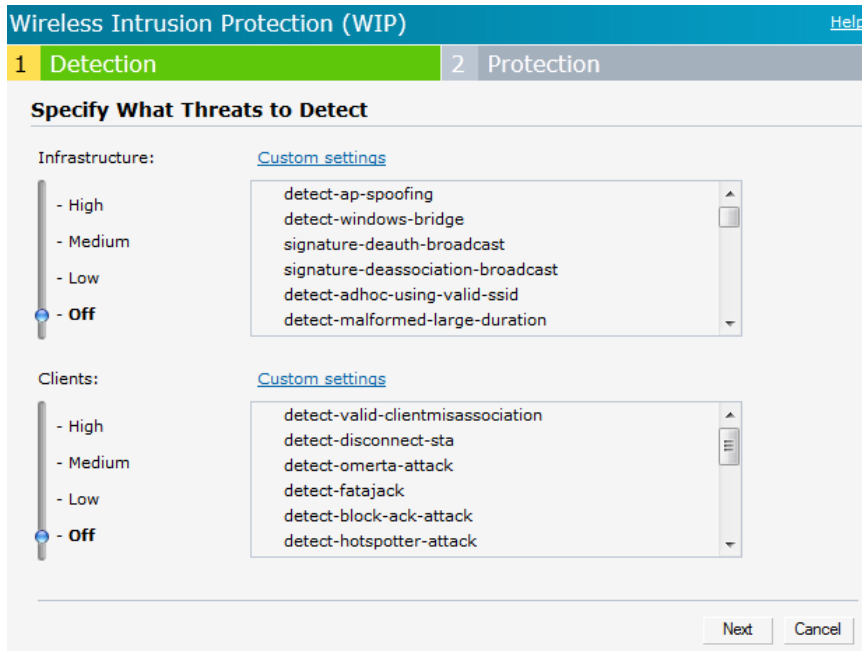 Wireless Intrusion Protection (WIP) Help
1 Detection 2 Protection
Specify What Threats to Detect
Infrastructure: Custom settings
- High
- Medium
- Low
- Off
detect-ap-spoofing
detect-windows-bridge
signature-deauth-broadcast
signature-deassociation-broadcast
detect-adhoc-using-valid-ssid
detect-malformed-large-duration
Clients: Custom settings
- High
- Medium
- Low
- Off
detect-valid-clientmisassociation
detect-disconnect-sta
detect-omerta-attack
detect-fatajack
detect-block-ack-attack
detect-hotspotter-attack
Next Cancel